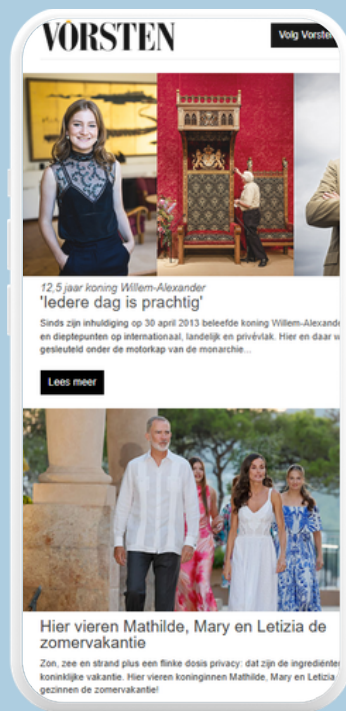 VORSTEN
Volg Vorsten
12,5 jaar koning Willem-Alexander
'Iedere dag is prachtig'
Sinds zijn inhuldiging op 30 april 2013 beleefde koning Willem-Alexande
en dieptepunten op internationaal, landelijk en privévlak. Hier en daar w
gesleuteld onder de motorkap van de monarchie...
Lees meer
Hier vieren Mathilde, Mary en Letizia de
zomervakantie
Zon, zee en strand plus een flinke dosis privacy: dat zijn de ingrediënten
koninklijke vakantie. Hier vieren koninginnen Mathilde, Mary en Letizia
gezinnen de zomervakantie!